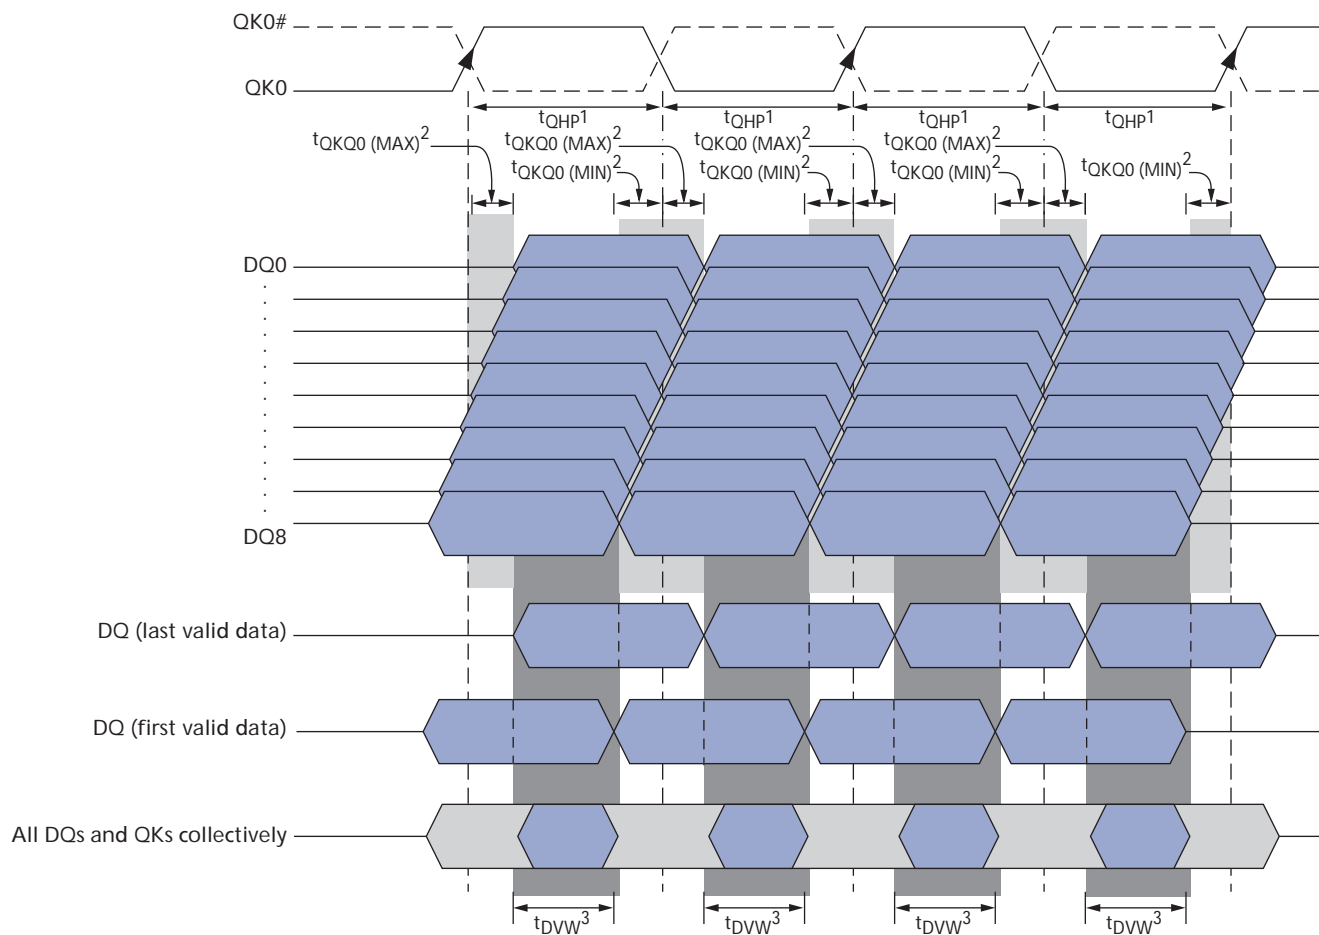 QK0#
QK0
tQHP1 tQHP1 tQHP1 tQHP1
tQKQ0 (MAX)2 tQKQ0 (MAX)2 tQKQ0 (MAX)2 tQKQ0 (MAX)2
tQKQ0 (MIN)2 tQKQ0 (MIN)2 tQKQ0 (MIN)2 tQKQ0 (MIN)2
DQ0
DQ8
DQ (last valid data)
DQ (first valid data)
All DQs and QKs collectively
tDVW3 tDVW3 tDVW3 tDVW3